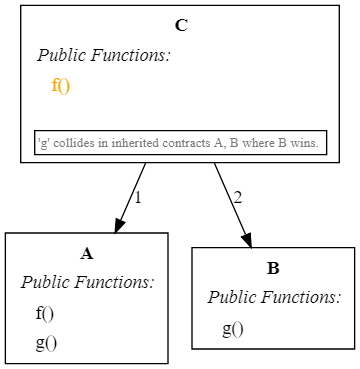 C
Public Functions:
f()
'g' collides in inherited contracts A, B where B wins.
1
2
A
Public Functions:
f()
g()
B
Public Functions:
g()